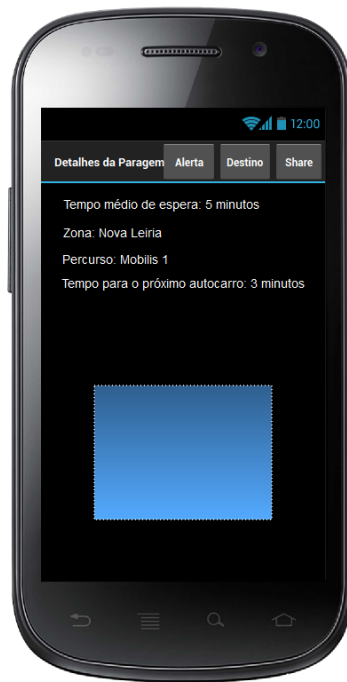 12:00
Detalhes da Paragem Alerta Destino Share
Tempo médio de espera: 5 minutos
Zona: Nova Leiria
Percurso: Mobilis 1
Tempo para o próximo autocarro: 3 minutos